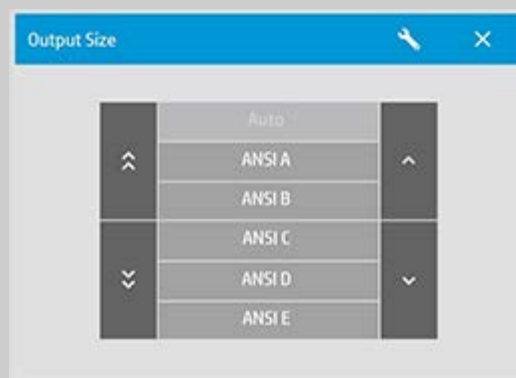 Output Size
Auto
ANSI A
ANSI B
ANSI C
ANSI D
ANSI E